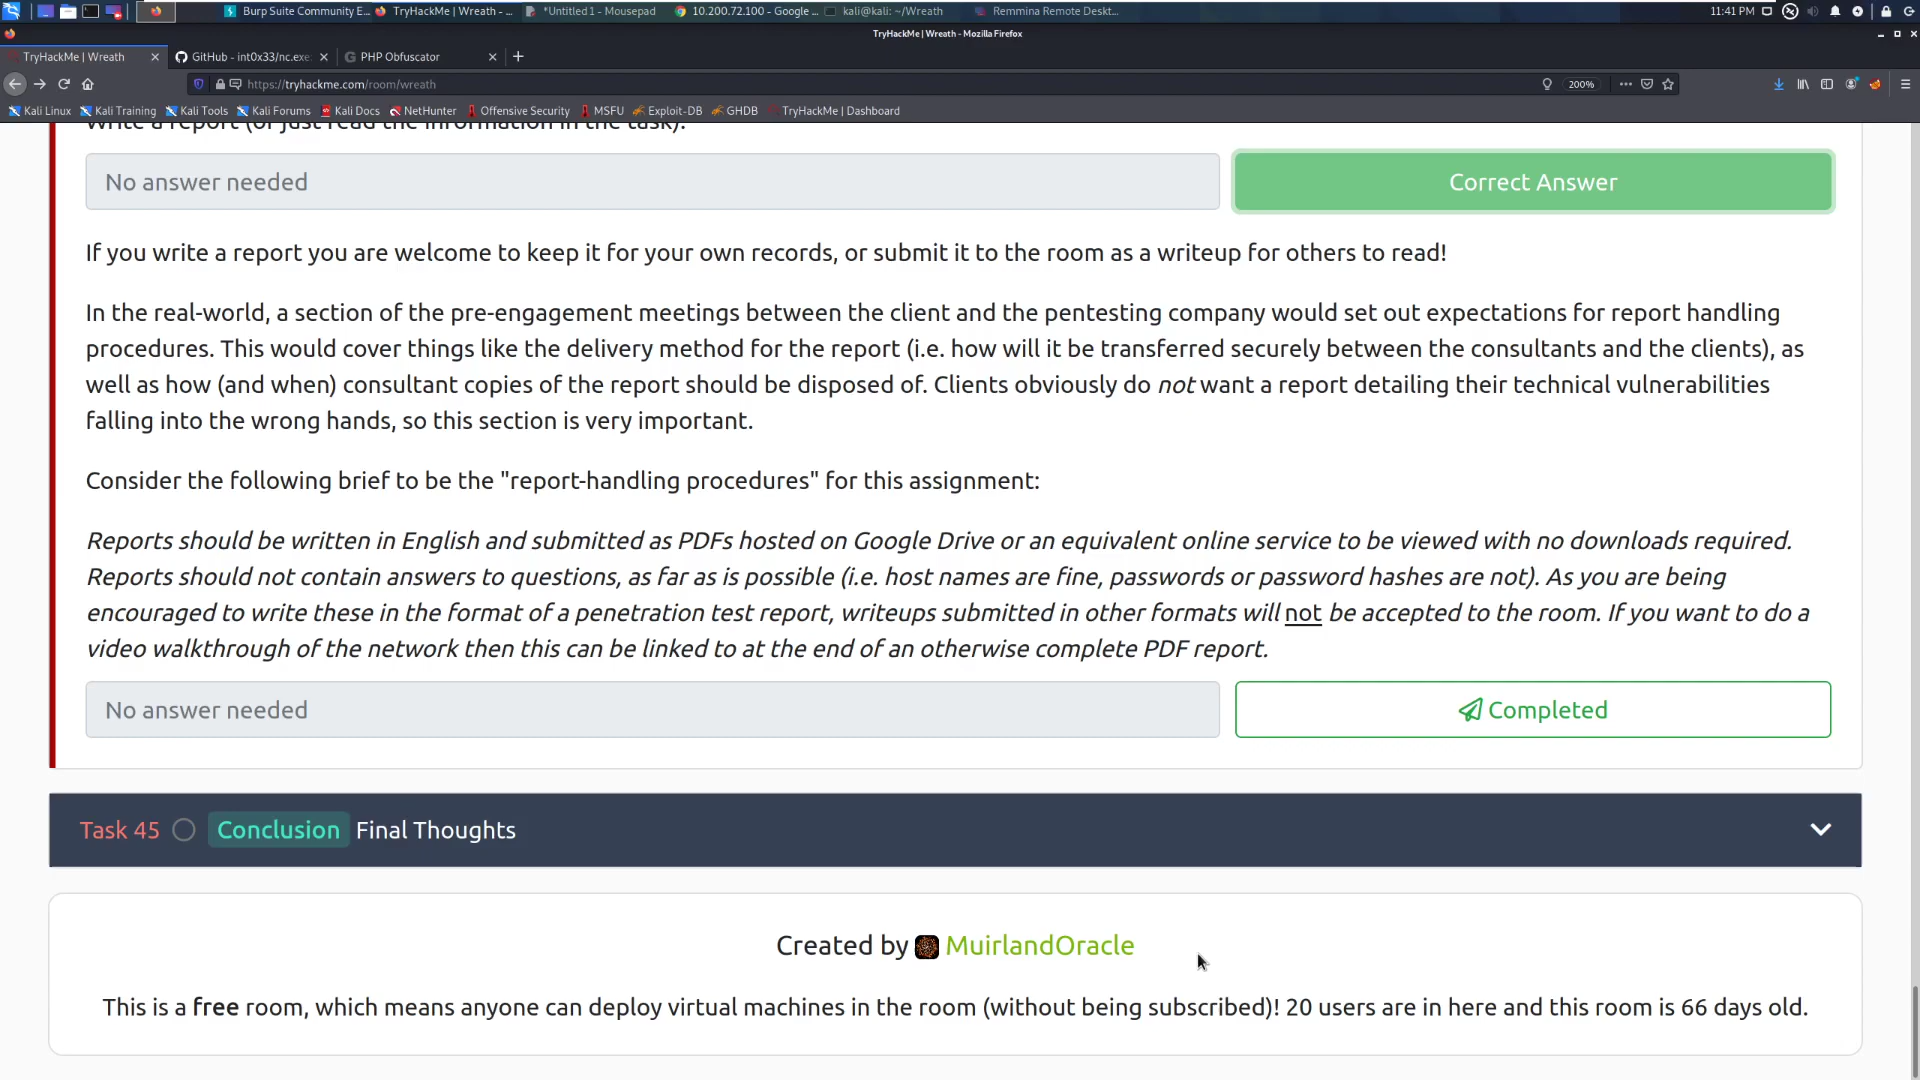 Burp Suite Community E...
TryHackMe | Wreath - ...
*Untitled 1 - Mousepad
10.200.72.100 - Google ...
kali@kali: ~/Wreath
Remmina Remote Deskt...
11:41 PM
TryHackMe | Wreath - Mozilla Firefox
TryHackMe | Wreath
GitHub - int0x33/nc.exe:
PHP Obfuscator
https://tryhackme.com/room/wreath
200%
Kali Linux
Kali Training
Kali Tools
Kali Forums
Kali Docs
NetHunter
Offensive Security
MSFU
Exploit-DB
GHDB
TryHackMe | Dashboard
Write a report (or just read the information in the task).
No answer needed
Correct Answer
If you write a report you are welcome to keep it for your own records, or submit it to the room as a writeup for others to read!
In the real-world, a section of the pre-engagement meetings between the client and the pentesting company would set out expectations for report handling
procedures. This would cover things like the delivery method for the report (i.e. how will it be transferred securely between the consultants and the clients), as
well as how (and when) consultant copies of the report should be disposed of. Clients obviously do not want a report detailing their technical vulnerabilities
falling into the wrong hands, so this section is very important.
Consider the following brief to be the "report-handling procedures" for this assignment:
Reports should be written in English and submitted as PDFs hosted on Google Drive or an equivalent online service to be viewed with no downloads required.
Reports should not contain answers to questions, as far as is possible (i.e. host names are fine, passwords or password hashes are not). As you are being
encouraged to write these in the format of a penetration test report, writeups submitted in other formats will not be accepted to the room. If you want to do a
video walkthrough of the network then this can be linked to at the end of an otherwise complete PDF report.
No answer needed
Completed
Task 45
Conclusion
Final Thoughts
Created by MuirlandOracle
This is a free room, which means anyone can deploy virtual machines in the room (without being subscribed)! 20 users are in here and this room is 66 days old.